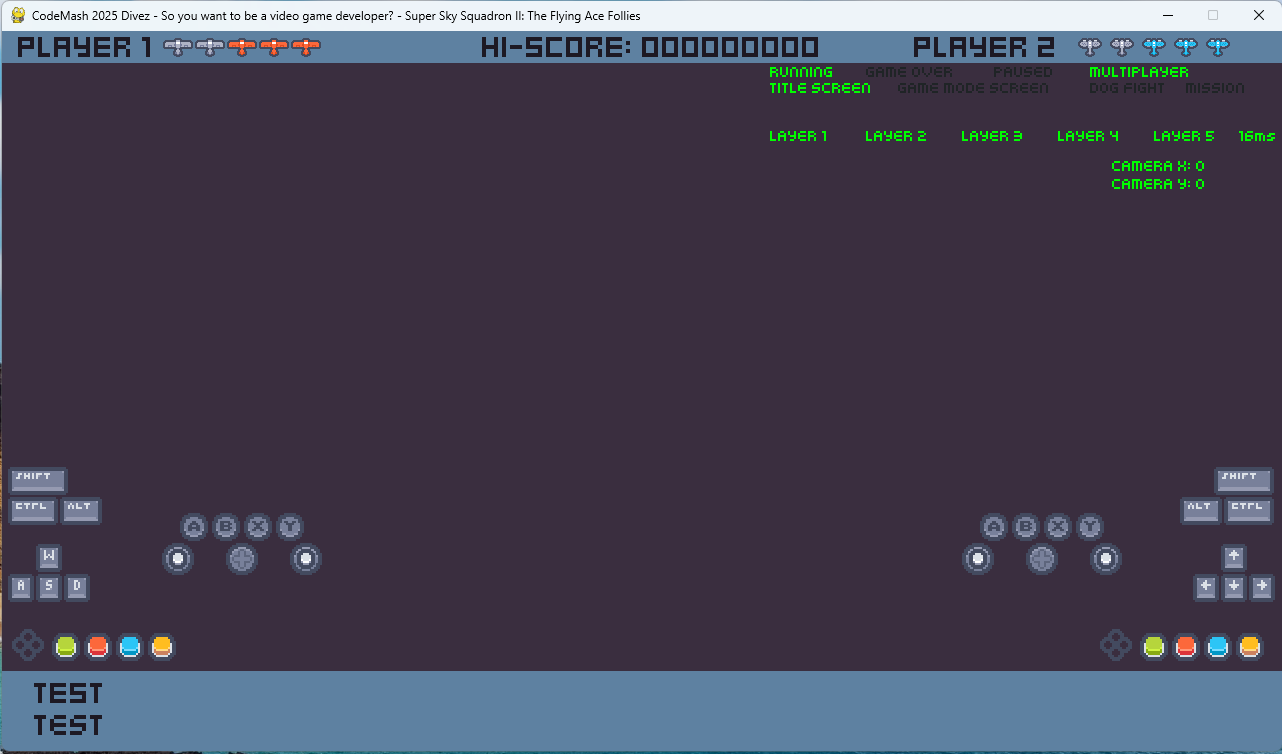 CodeMash 2025 Divez - So you want to be a video game developer? - Super Sky Squadron II: The Flying Ace Follies
PLAYER 1 HI-SCORE: 000000000 PLAYER 2
RUNNING GAME OVER PAUSED MULTIPLAYER
TITLE SCREEN GAME MODE SCREEN DOG FIGHT MISSION
LAYER 1 LAYER 2 LAYER 3 LAYER 4 LAYER 5 16ms
CAMERA X: 0
CAMERA Y: 0
SHIFT SHIFT
CTRL ALT ALT CTRL
A B X Y A B X Y
W
A S D
TEST
TEST